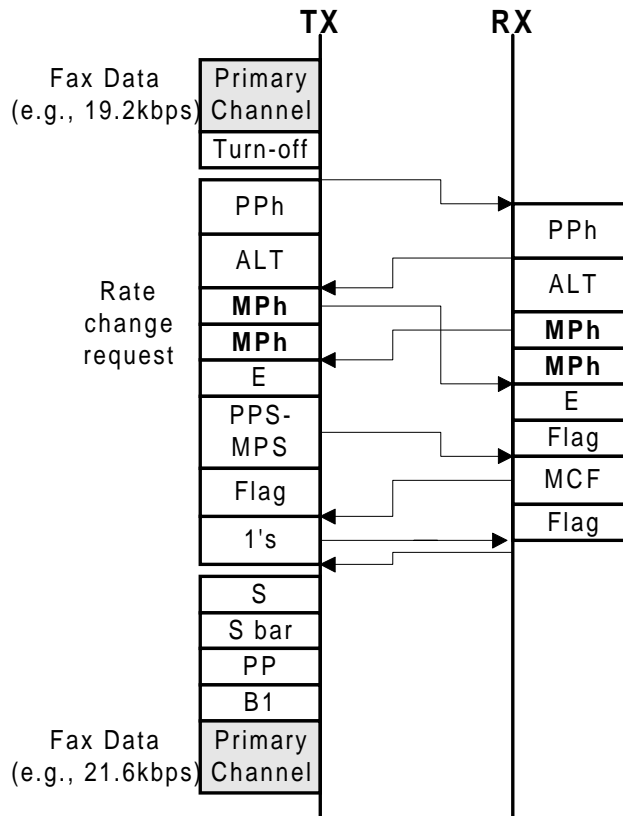 TX RX
Fax Data
(e.g., 19.2kbps)
Primary
Channel
Turn-off
PPh
ALT
MPh
MPh
E
PPS-
MPS
Flag
1's
Rate
change
request
PPh
ALT
MPh
MPh
E
Flag
MCF
Flag
S
S bar
PP
B1
Fax Data
(e.g., 21.6kbps)
Primary
Channel